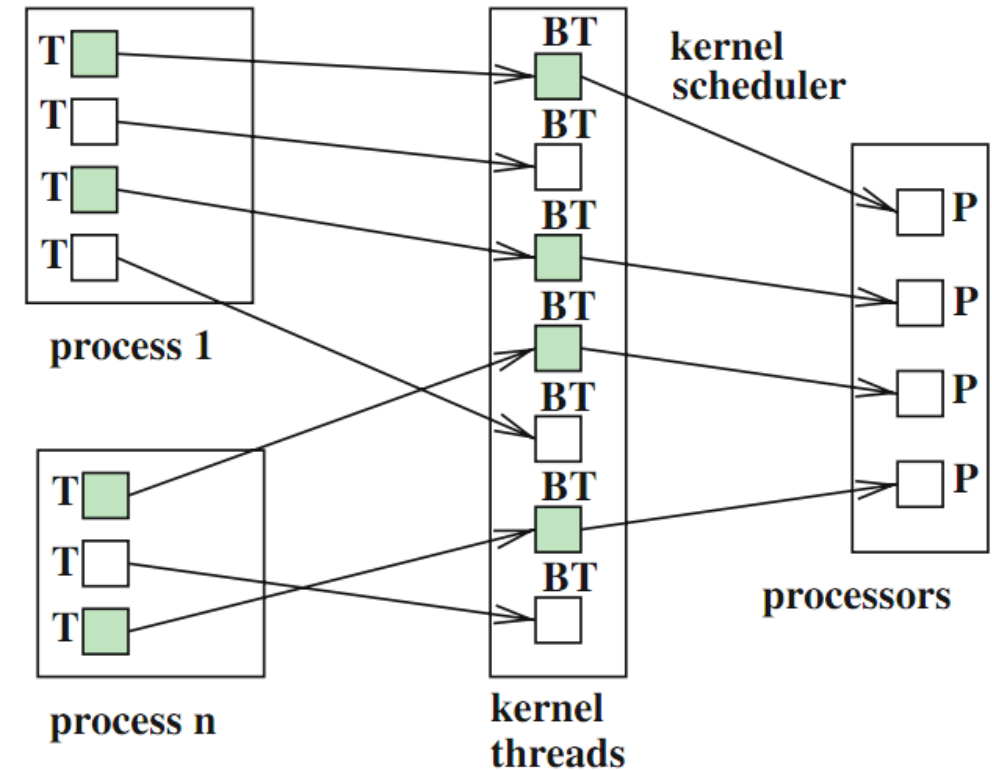 T
T
T
T
process 1
T
T
T
process n
BT
BT
BT
BT
BT
BT
BT
kernel
threads
kernel
scheduler
P
P
P
P
processors